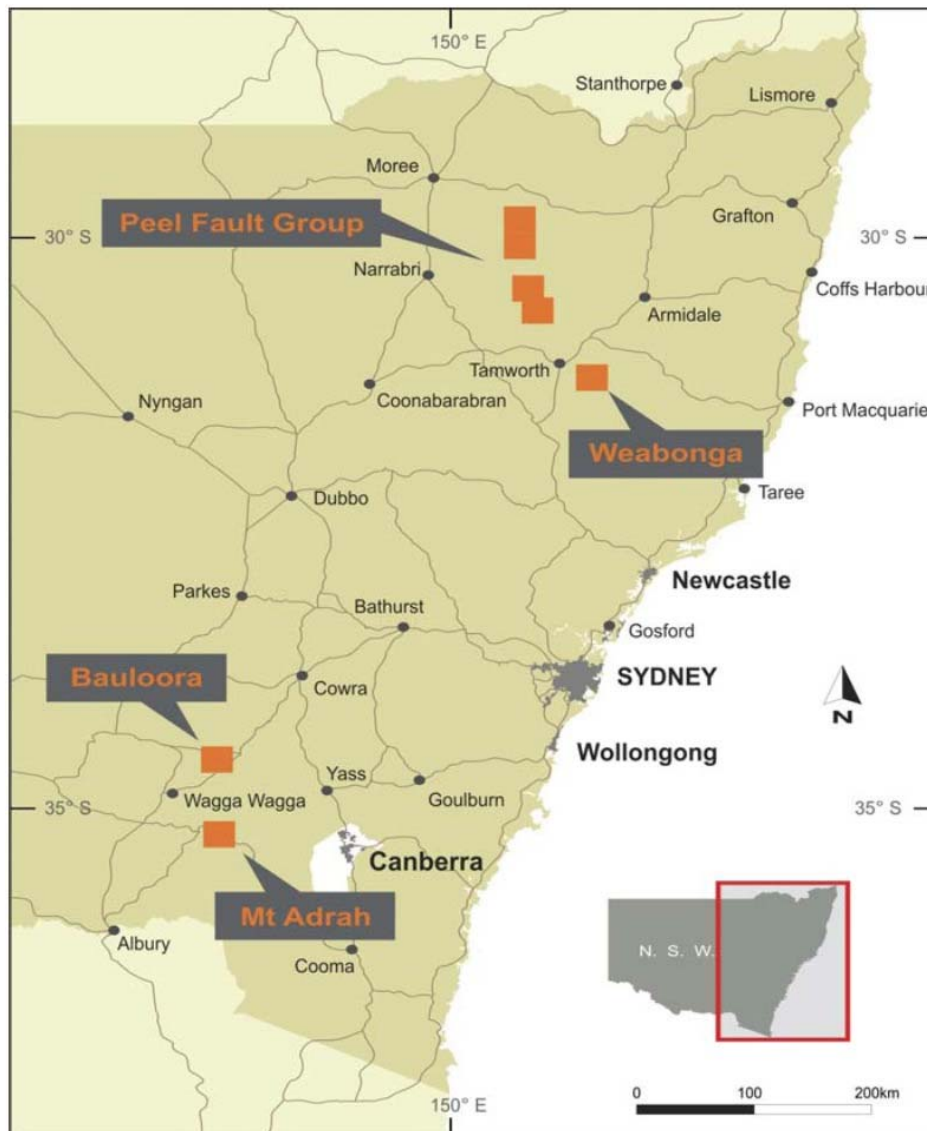 150° E
Stanthorpe
Lismore
Moree
Peel Fault Group
Grafton
30° S
30° S
Narrabri
Coffs Harbour
Armidale
Tamworth
Coonabarabran
Nyngan
Port Macquarie
Weabonga
Taree
Dubbo
Newcastle
Parkes
Bathurst
Gosford
Bauloora
SYDNEY
Cowra
N
Wollongong
Yass
Goulburn
Wagga Wagga
35° S
35° S
Canberra
Mt Adrah
Albury
N. S. W.
Cooma
0 100 200km
150° E